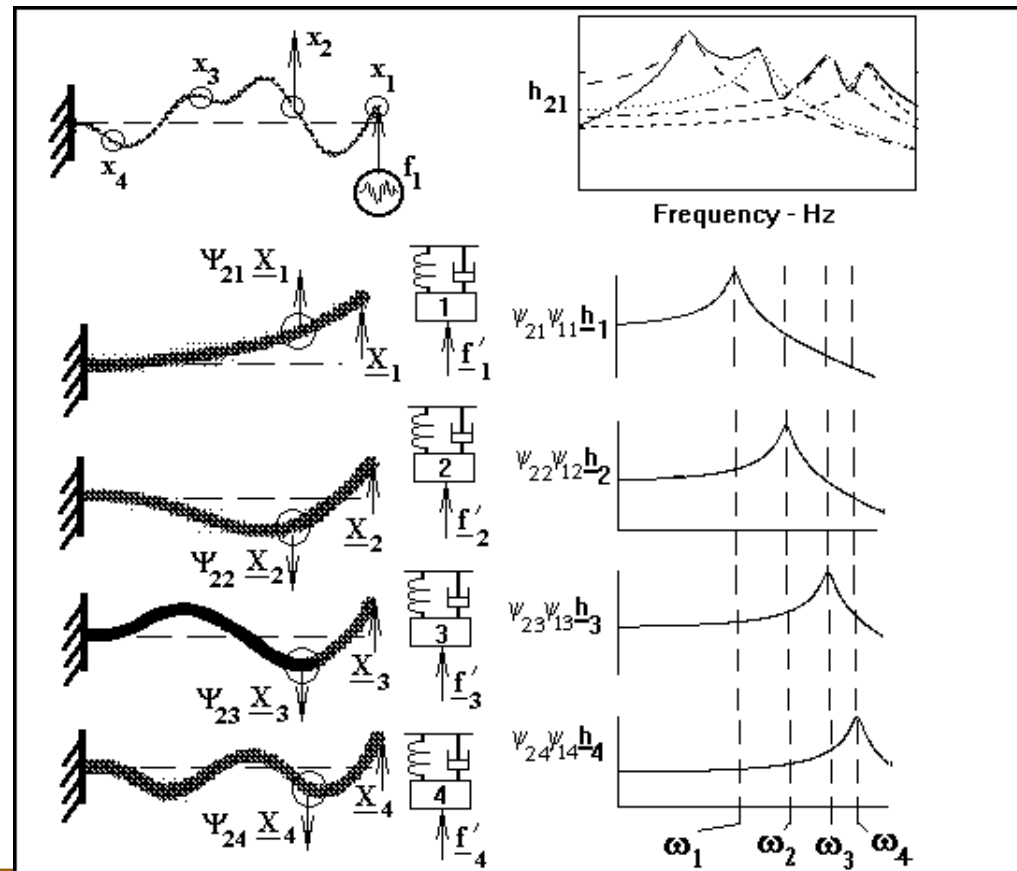 x₂
x₃
x₁
x₄
f₁
h₂₁
Frequency - Hz
Ψ₂₁ X₁
X₁
1
f′₁
ψ₂₁ψ₁₁h₁
X₂
Ψ₂₂ X₂
2
f′₂
ψ₂₂ψ₁₂h₂
X₃
Ψ₂₃ X₃
3
f′₃
ψ₂₃ψ₁₃h₃
X₄
Ψ₂₄ X₄
4
f′₄
ψ₂₄ψ₁₄h₄
ω₁ ω₂ ω₃ ω₄